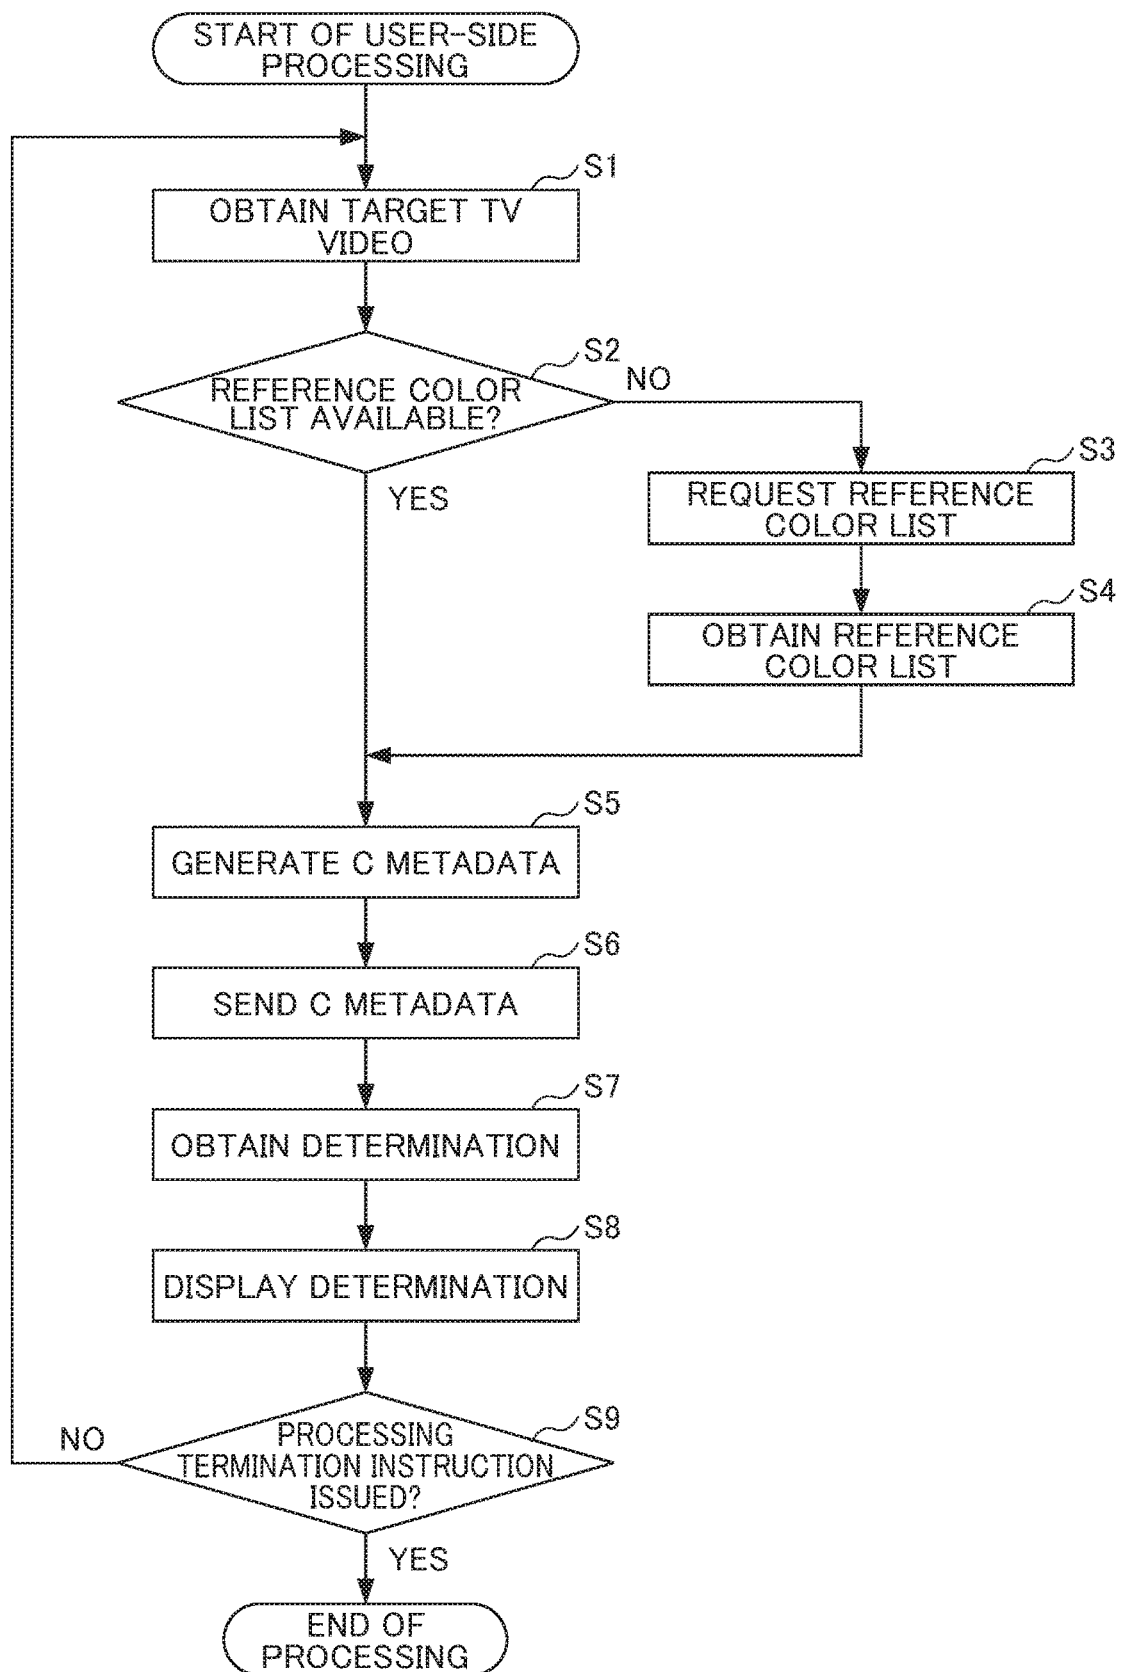 START OF USER-SIDE
PROCESSING
S1
OBTAIN TARGET TV
VIDEO
S2
REFERENCE COLOR
LIST AVAILABLE?
NO
YES
S3
REQUEST REFERENCE
COLOR LIST
S4
OBTAIN REFERENCE
COLOR LIST
S5
GENERATE C METADATA
S6
SEND C METADATA
S7
OBTAIN DETERMINATION
S8
DISPLAY DETERMINATION
S9
PROCESSING
TERMINATION INSTRUCTION
ISSUED?
NO
YES
END OF
PROCESSING